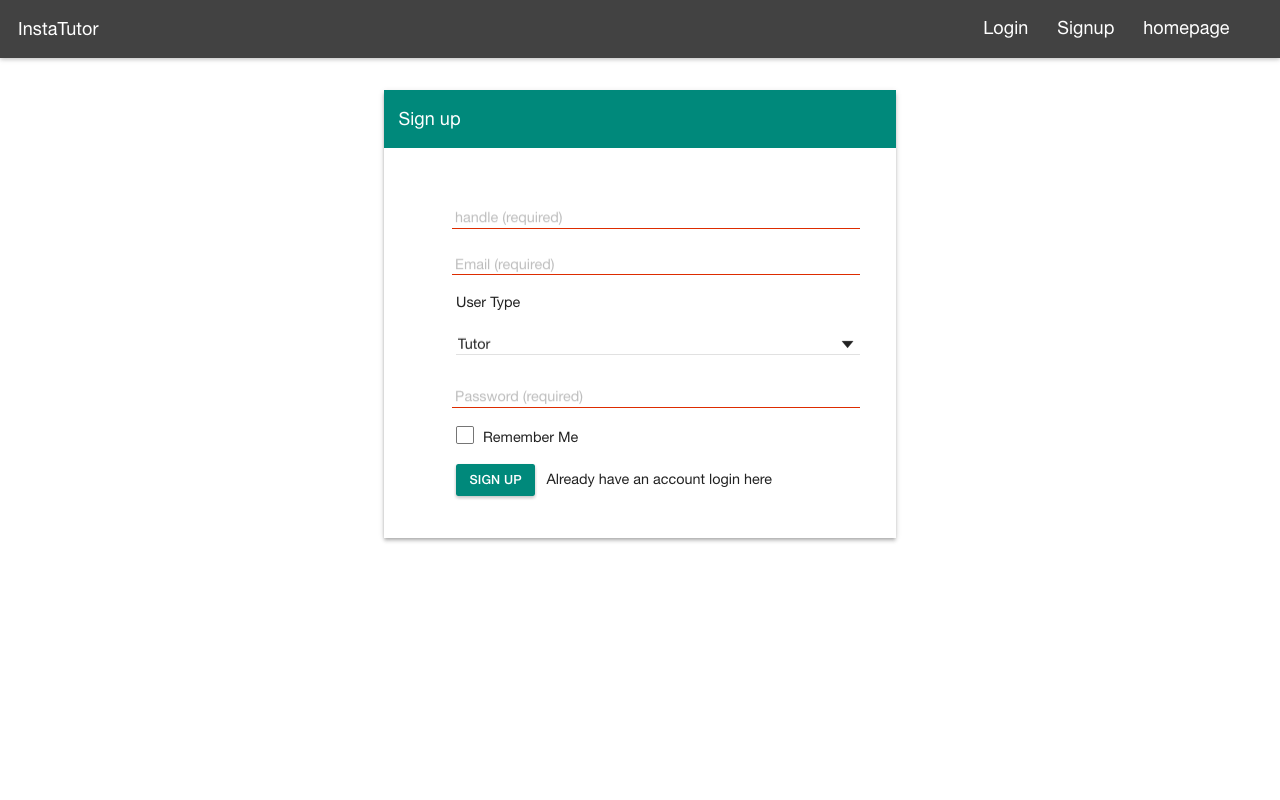 InstaTutor Login Signup homepage
Sign up
handle (required)
Email (required)
User Type
Tutor
Password (required)
Remember Me
SIGN UP Already have an account login here